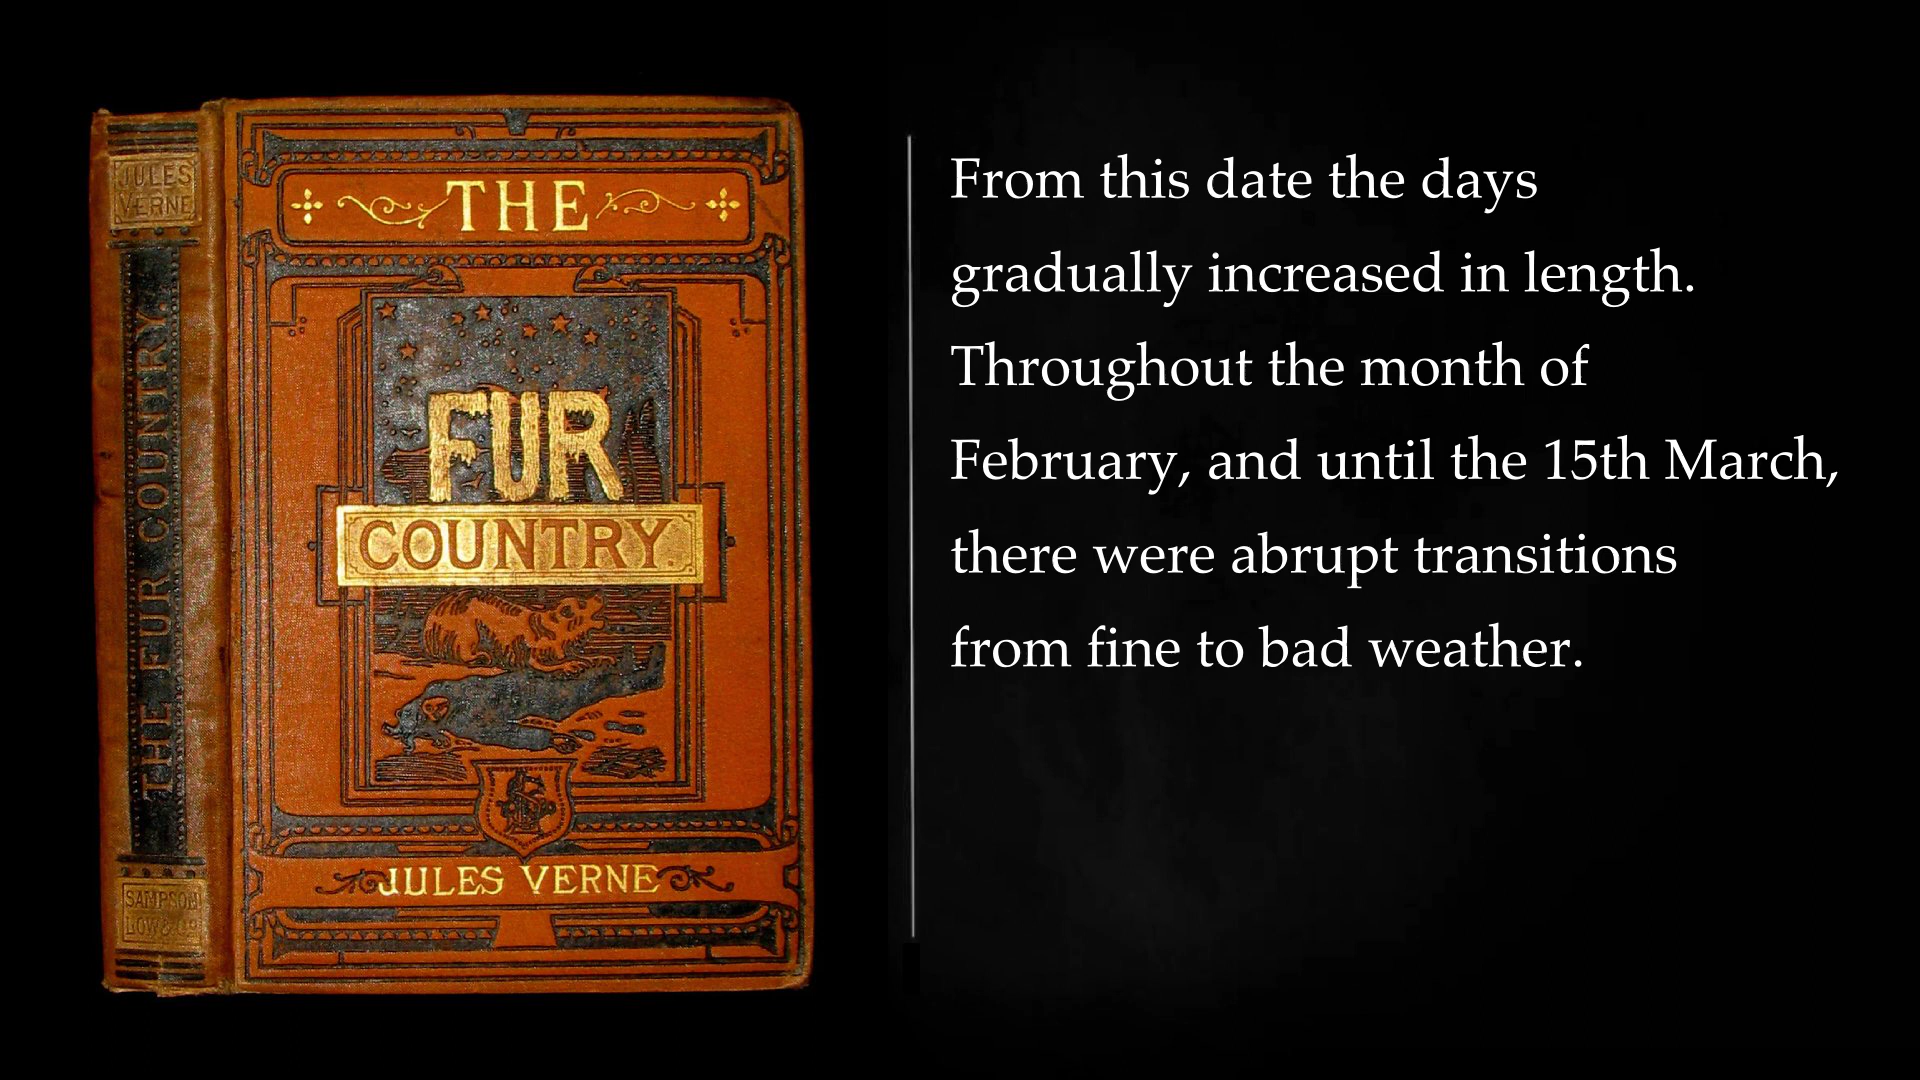 JULES
VERNE
THE FUR COUNTRY.
SAMPSON
LOW & Co
THE
FUR
COUNTRY.
JULES VERNE
From this date the days
gradually increased in length.
Throughout the month of
February, and until the 15th March,
there were abrupt transitions
from fine to bad weather.